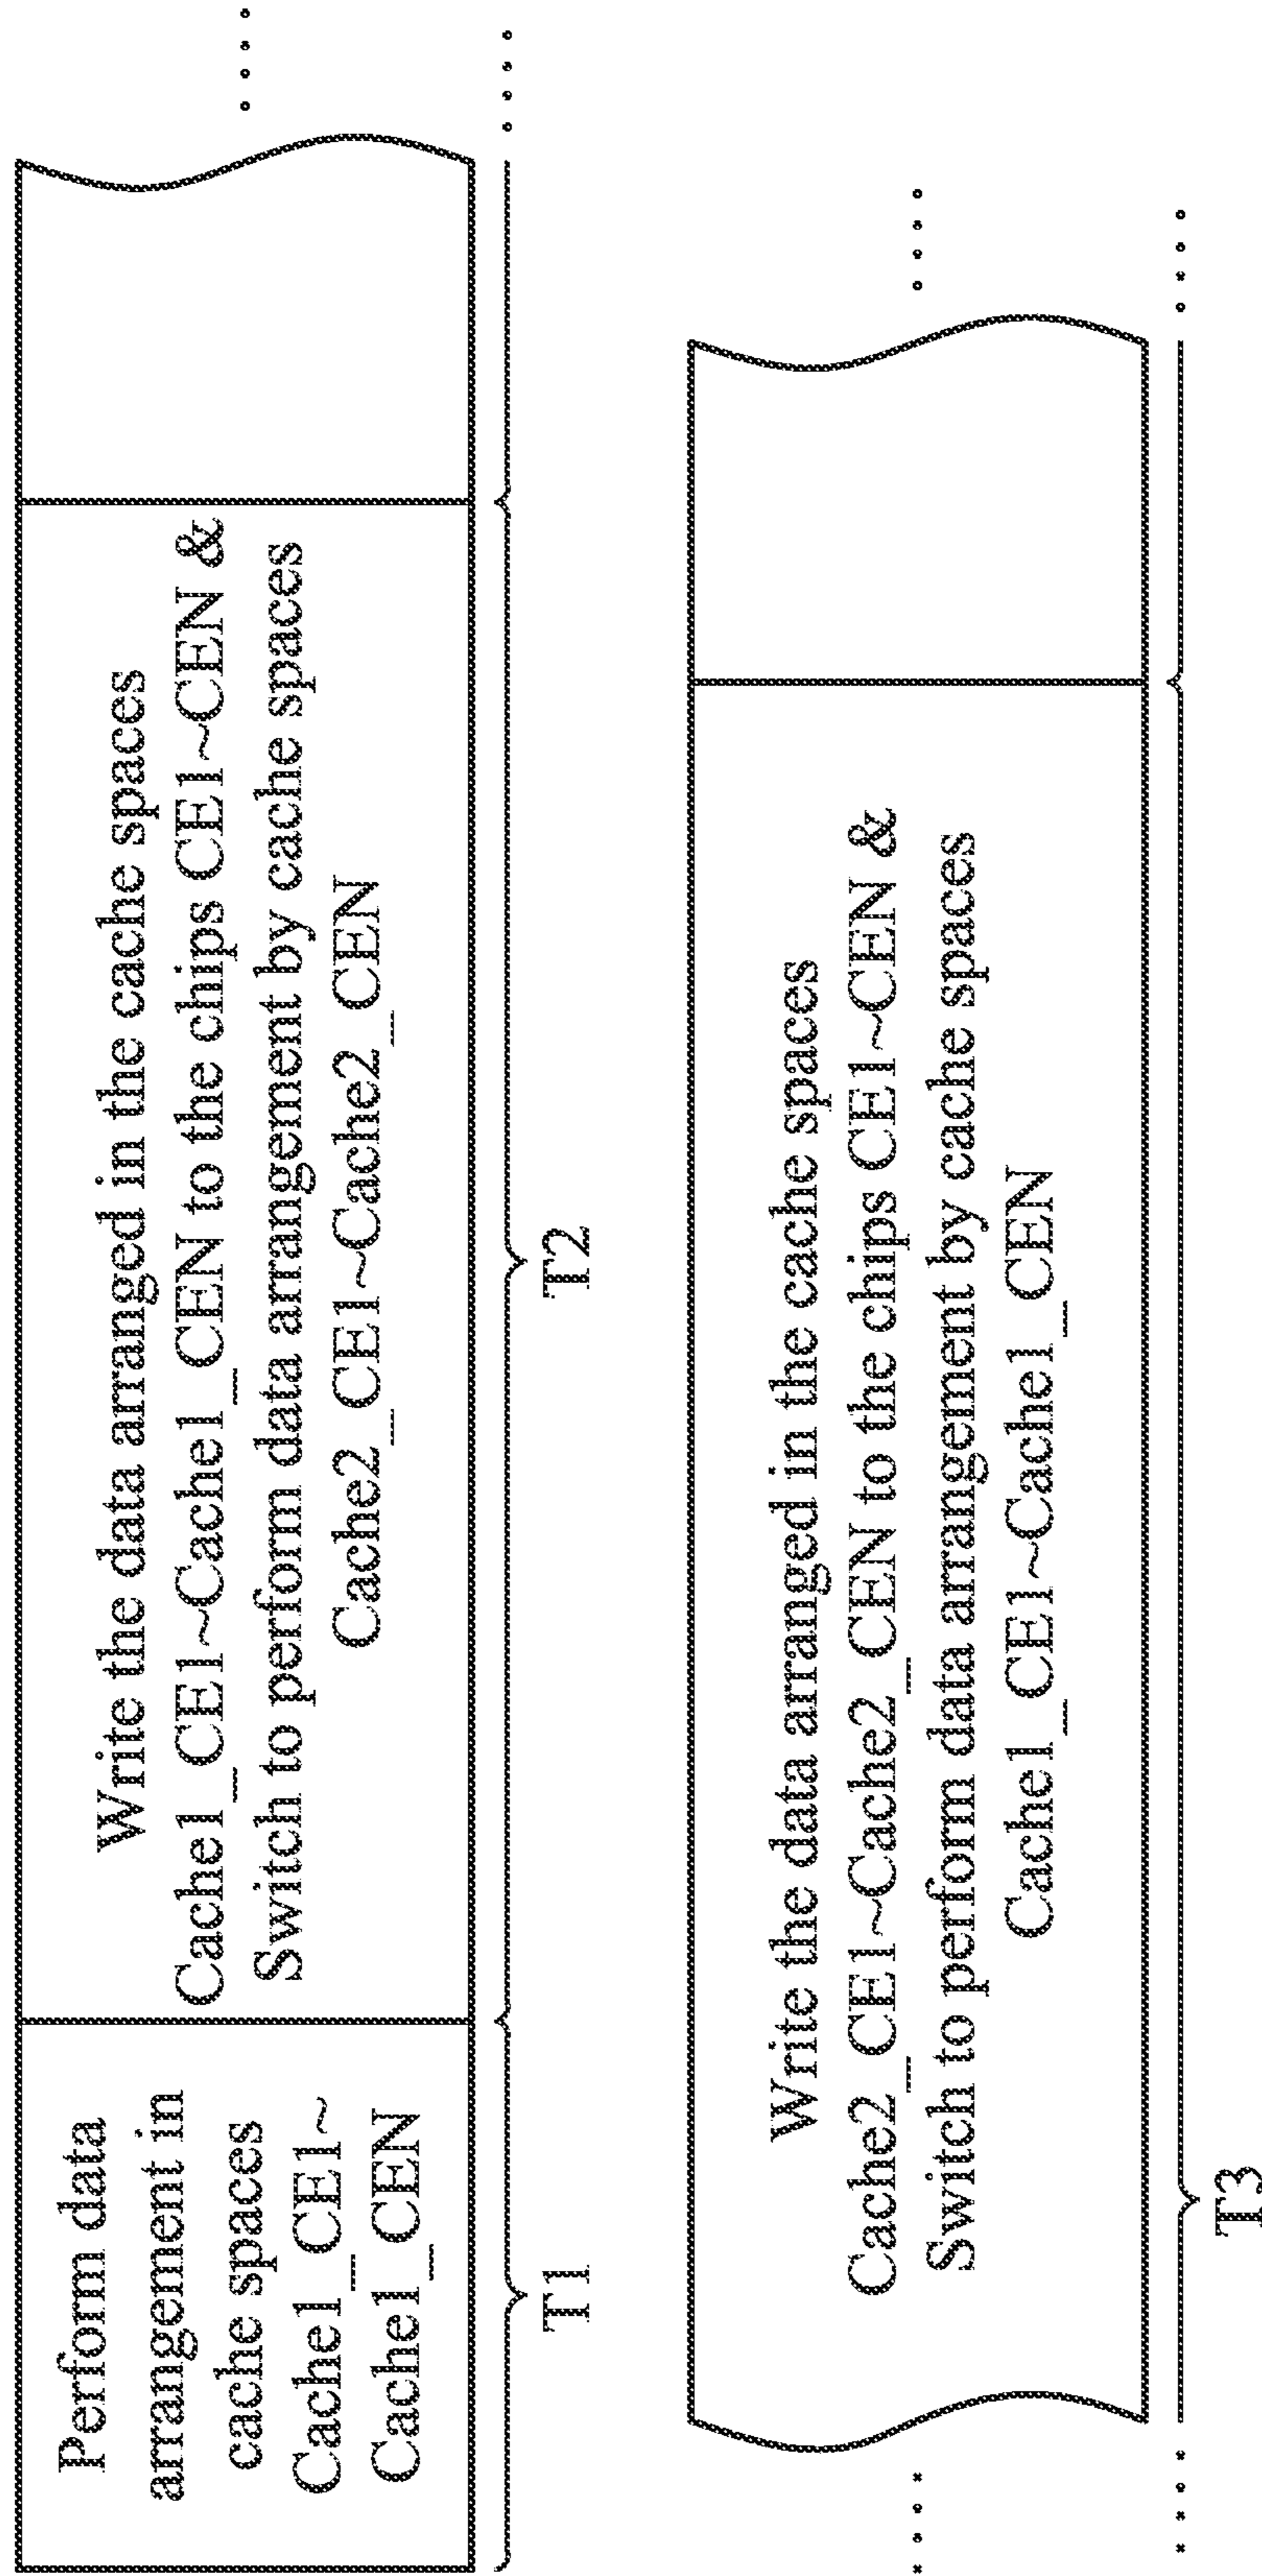 Perform data
arrangement in
cache spaces
Cache1_CE1~
Cache1_CEN
Write the data arranged in the cache spaces
Cache1_CE1~Cache1_CEN to the chips CE1~CEN &
Switch to perform data arrangement by cache spaces
Cache2_CE1~Cache2_CEN
T1
T2
Write the data arranged in the cache spaces
Cache2_CE1~Cache2_CEN to the chips CE1~CEN &
Switch to perform data arrangement by cache spaces
Cache1_CE1~Cache1_CEN
T3